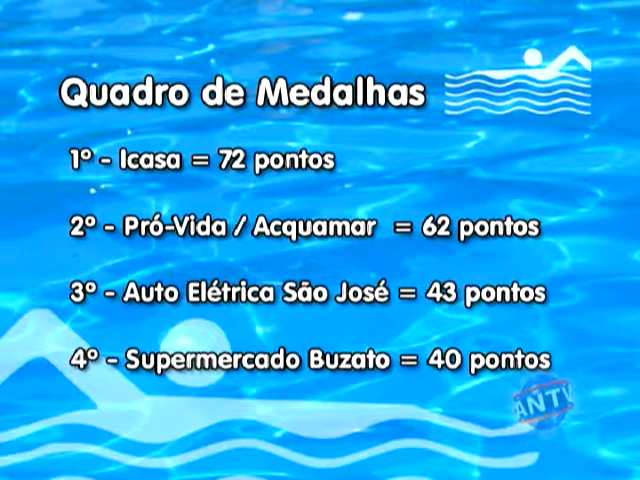 Quadro de Medalhas
1º - Icasa = 72 pontos
2º - Pró-Vida / Acquamar = 62 pontos
3º - Auto Elétrica São José = 43 pontos
4º - Supermercado Buzato = 40 pontos
ANTV